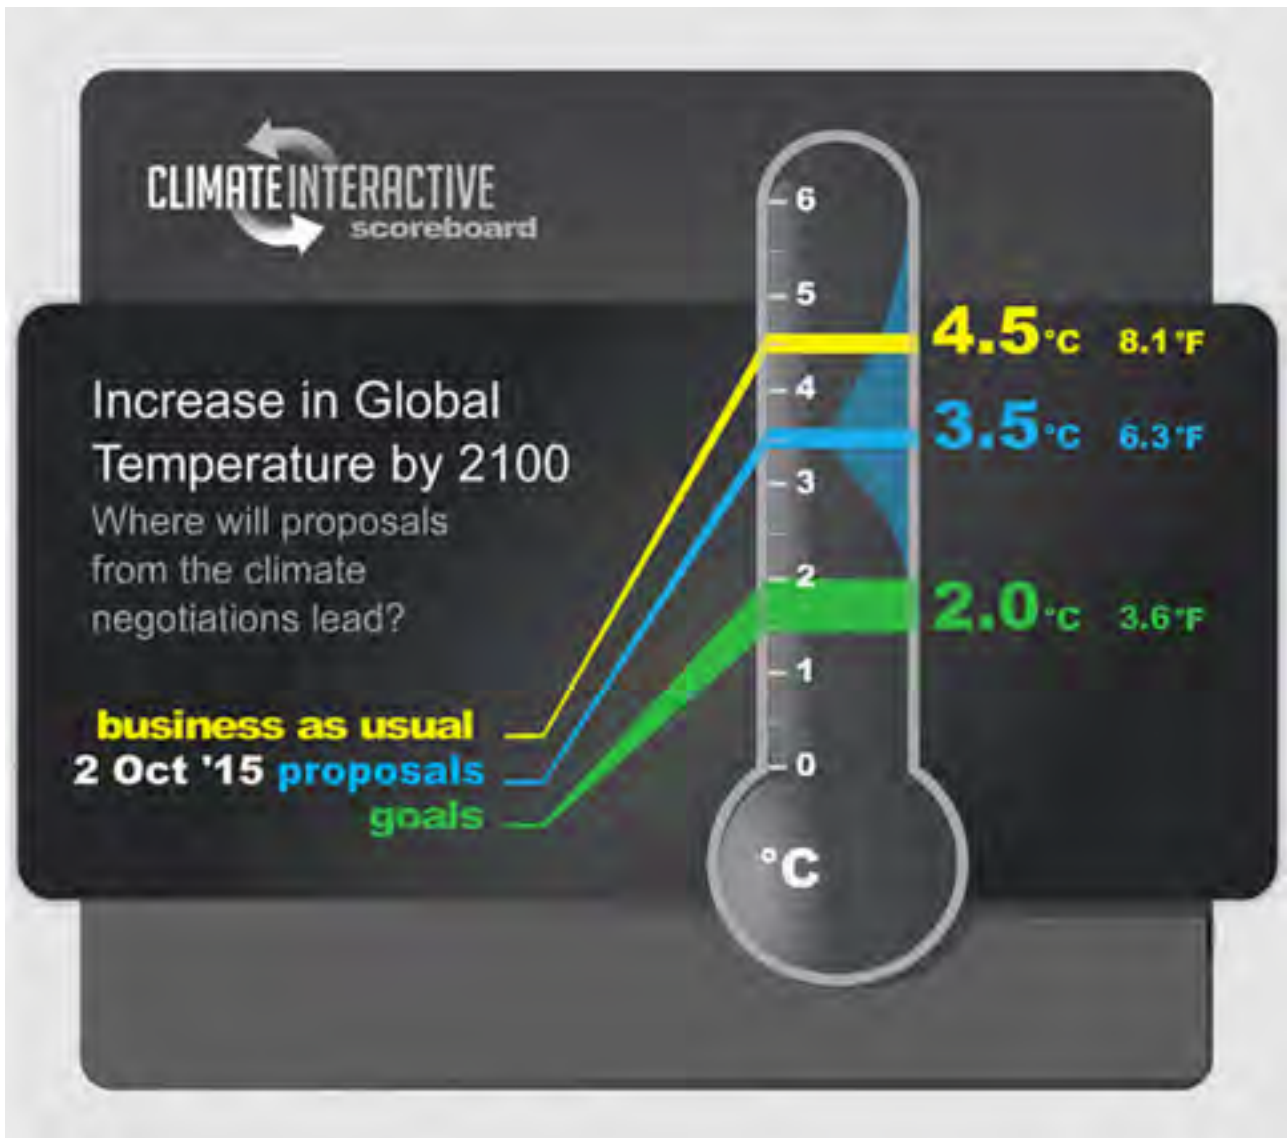 CLIMATE INTERACTIVE
scoreboard
Increase in Global
Temperature by 2100
Where will proposals
from the climate
negotiations lead?
business as usual
2 Oct '15 proposals
goals
6
5
4
3
2
1
0
°C
4.5 °C 8.1 °F
3.5 °C 6.3 °F
2.0 °C 3.6 °F